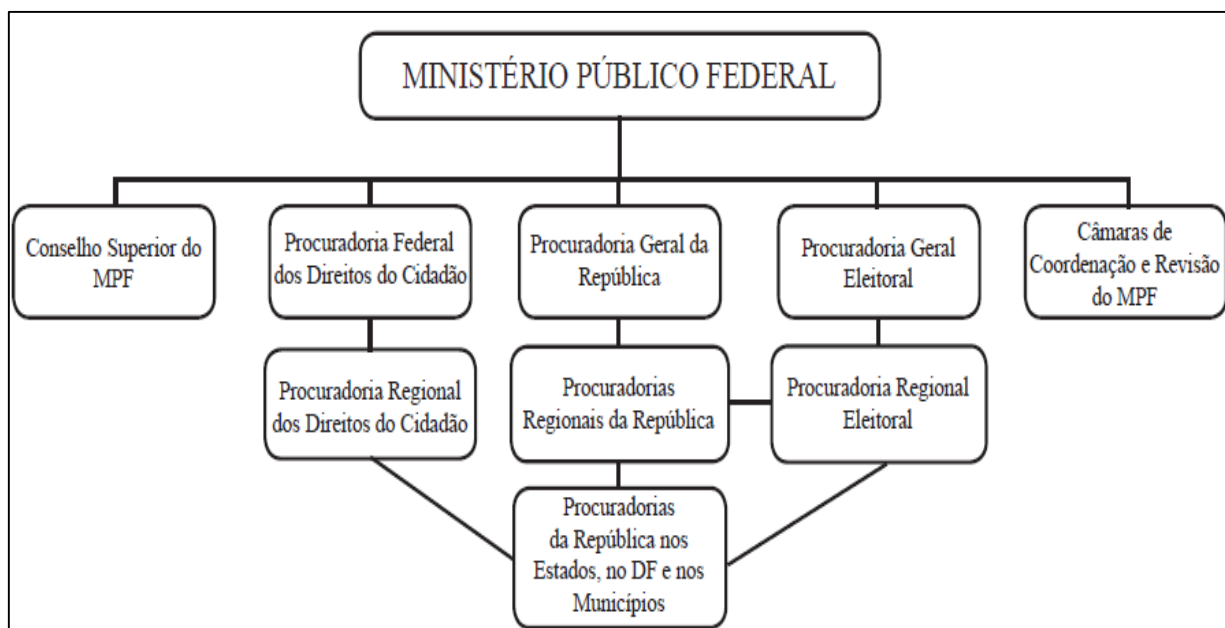 MINISTÉRIO PÚBLICO FEDERAL
Conselho Superior do
MPF
Procuradoria Federal
dos Direitos do Cidadão
Procuradoria Geral da
República
Procuradoria Geral
Eleitoral
Câmaras de
Coordenação e Revisão
do MPF
Procuradoria Regional
dos Direitos do Cidadão
Procuradorias
Regionais da República
Procuradoria Regional
Eleitoral
Procuradorias
da República nos
Estados, no DF e nos
Municípios